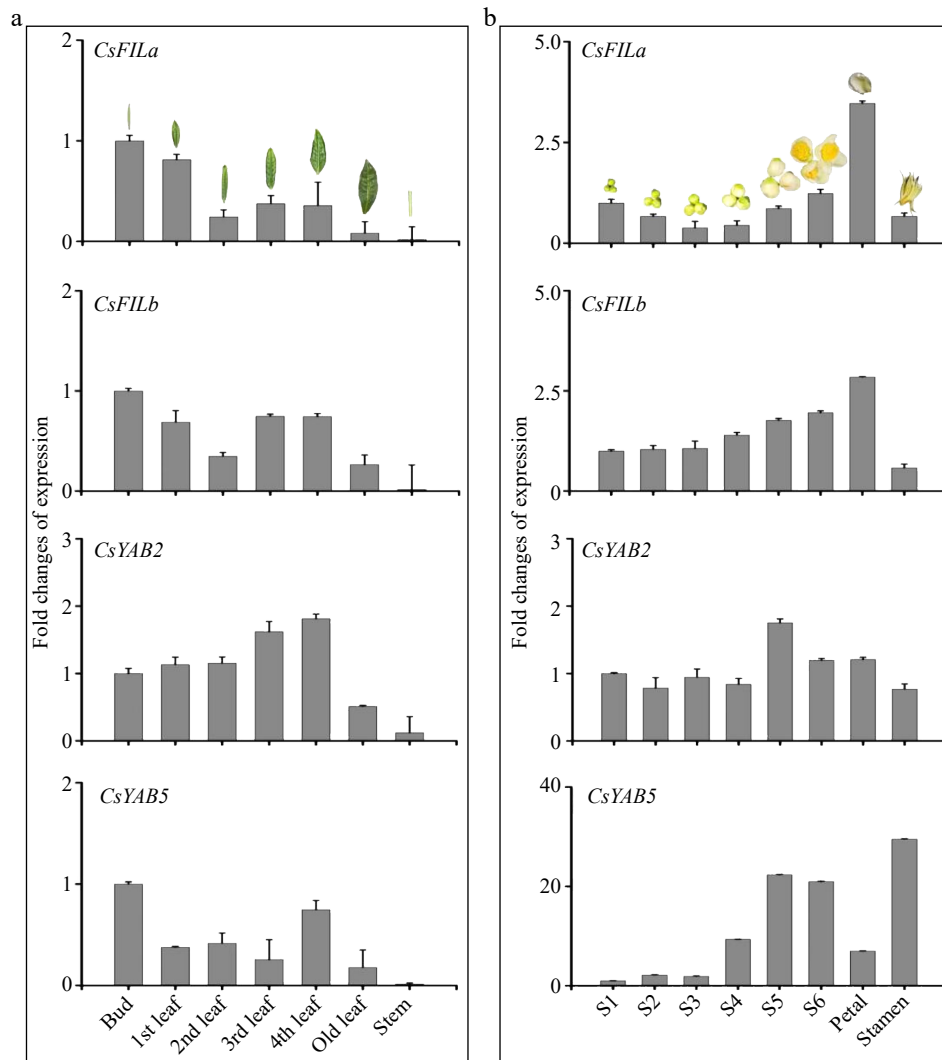 a
Fold changes of expression
CsFILa
2
1
0
CsFILb
2
1
0
CsYAB2
3
2
1
0
CsYAB5
2
1
0
Bud
1st leaf
2nd leaf
3rd leaf
4th leaf
Old leaf
Stem
b
Fold changes of expression
CsFILa
5.0
2.5
0
CsFILb
5.0
2.5
0
CsYAB2
3
2
1
0
CsYAB5
40
20
0
S1
S2
S3
S4
S5
S6
Petal
Stamen